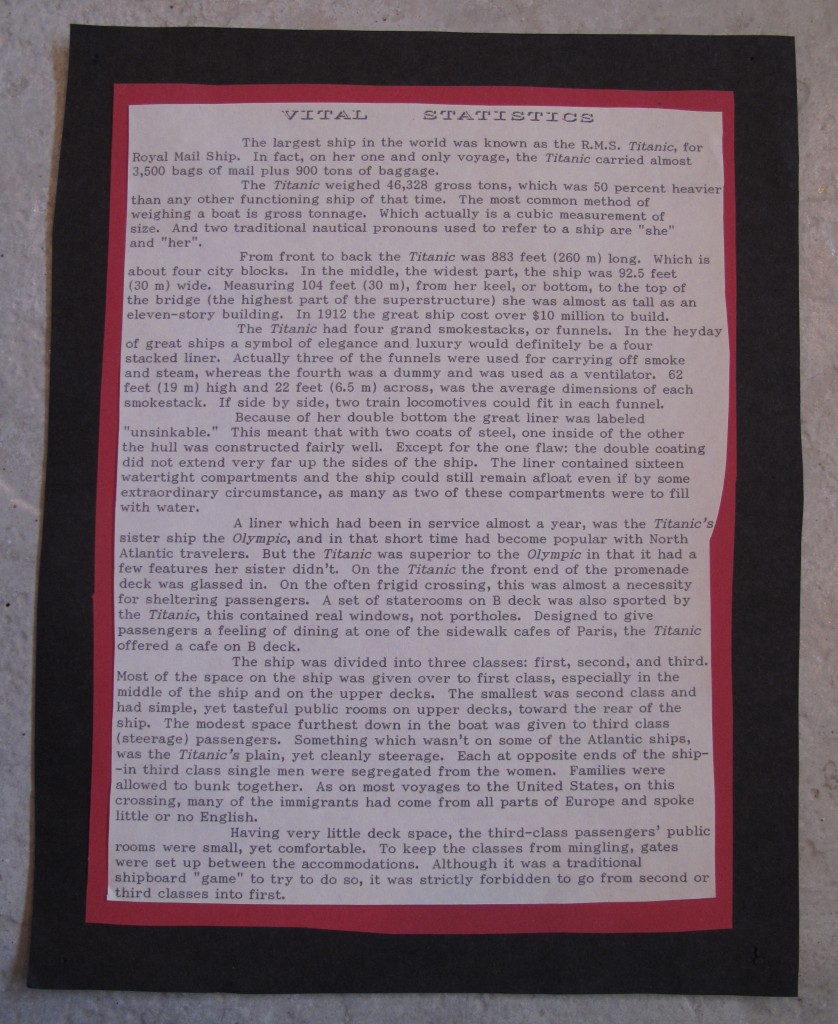 VITAL STATISTICS
The largest ship in the world was known as the R.M.S. Titanic, for
Royal Mail Ship. In fact, on her one and only voyage, the Titanic carried almost
3,500 bags of mail plus 900 tons of baggage.
The Titanic weighed 46,328 gross tons, which was 50 percent heavier
than any other functioning ship of that time. The most common method of
weighing a boat is gross tonnage. Which actually is a cubic measurement of
size. And two traditional nautical pronouns used to refer to a ship are "she"
and "her".
From front to back the Titanic was 883 feet (260 m) long. Which is
about four city blocks. In the middle, the widest part, the ship was 92.5 feet
(30 m) wide. Measuring 104 feet (30 m), from her keel, or bottom, to the top of
the bridge (the highest part of the superstructure) she was almost as tall as an
eleven-story building. In 1912 the great ship cost over $10 million to build.
The Titanic had four grand smokestacks, or funnels. In the heyday
of great ships a symbol of elegance and luxury would definitely be a four
stacked liner. Actually three of the funnels were used for carrying off smoke
and steam, whereas the fourth was a dummy and was used as a ventilator. 62
feet (19 m) high and 22 feet (6.5 m) across, was the average dimensions of each
smokestack. If side by side, two train locomotives could fit in each funnel.
Because of her double bottom the great liner was labeled
"unsinkable." This meant that with two coats of steel, one inside of the other
the hull was constructed fairly well. Except for the one flaw: the double coating
did not extend very far up the sides of the ship. The liner contained sixteen
watertight compartments and the ship could still remain afloat even if by some
extraordinary circumstance, as many as two of these compartments were to fill
with water.
A liner which had been in service almost a year, was the Titanic's
sister ship the Olympic, and in that short time had become popular with North
Atlantic travelers. But the Titanic was superior to the Olympic in that it had a
few features her sister didn't. On the Titanic the front end of the promenade
deck was glassed in. On the often frigid crossing, this was almost a necessity
for sheltering passengers. A set of staterooms on B deck was also sported by
the Titanic, this contained real windows, not portholes. Designed to give
passengers a feeling of dining at one of the sidewalk cafes of Paris, the Titanic
offered a cafe on B deck.
The ship was divided into three classes: first, second, and third.
Most of the space on the ship was given over to first class, especially in the
middle of the ship and on the upper decks. The smallest was second class and
had simple, yet tasteful public rooms on upper decks, toward the rear of the
ship. The modest space furthest down in the boat was given to third class
(steerage) passengers. Something which wasn't on some of the Atlantic ships,
was the Titanic's plain, yet cleanly steerage. Each at opposite ends of the ship-
-in third class single men were segregated from the women. Families were
allowed to bunk together. As on most voyages to the United States, on this
crossing, many of the immigrants had come from all parts of Europe and spoke
little or no English.
Having very little deck space, the third-class passengers' public
rooms were small, yet comfortable. To keep the classes from mingling, gates
were set up between the accommodations. Although it was a traditional
shipboard "game" to try to do so, it was strictly forbidden to go from second or
third classes into first.